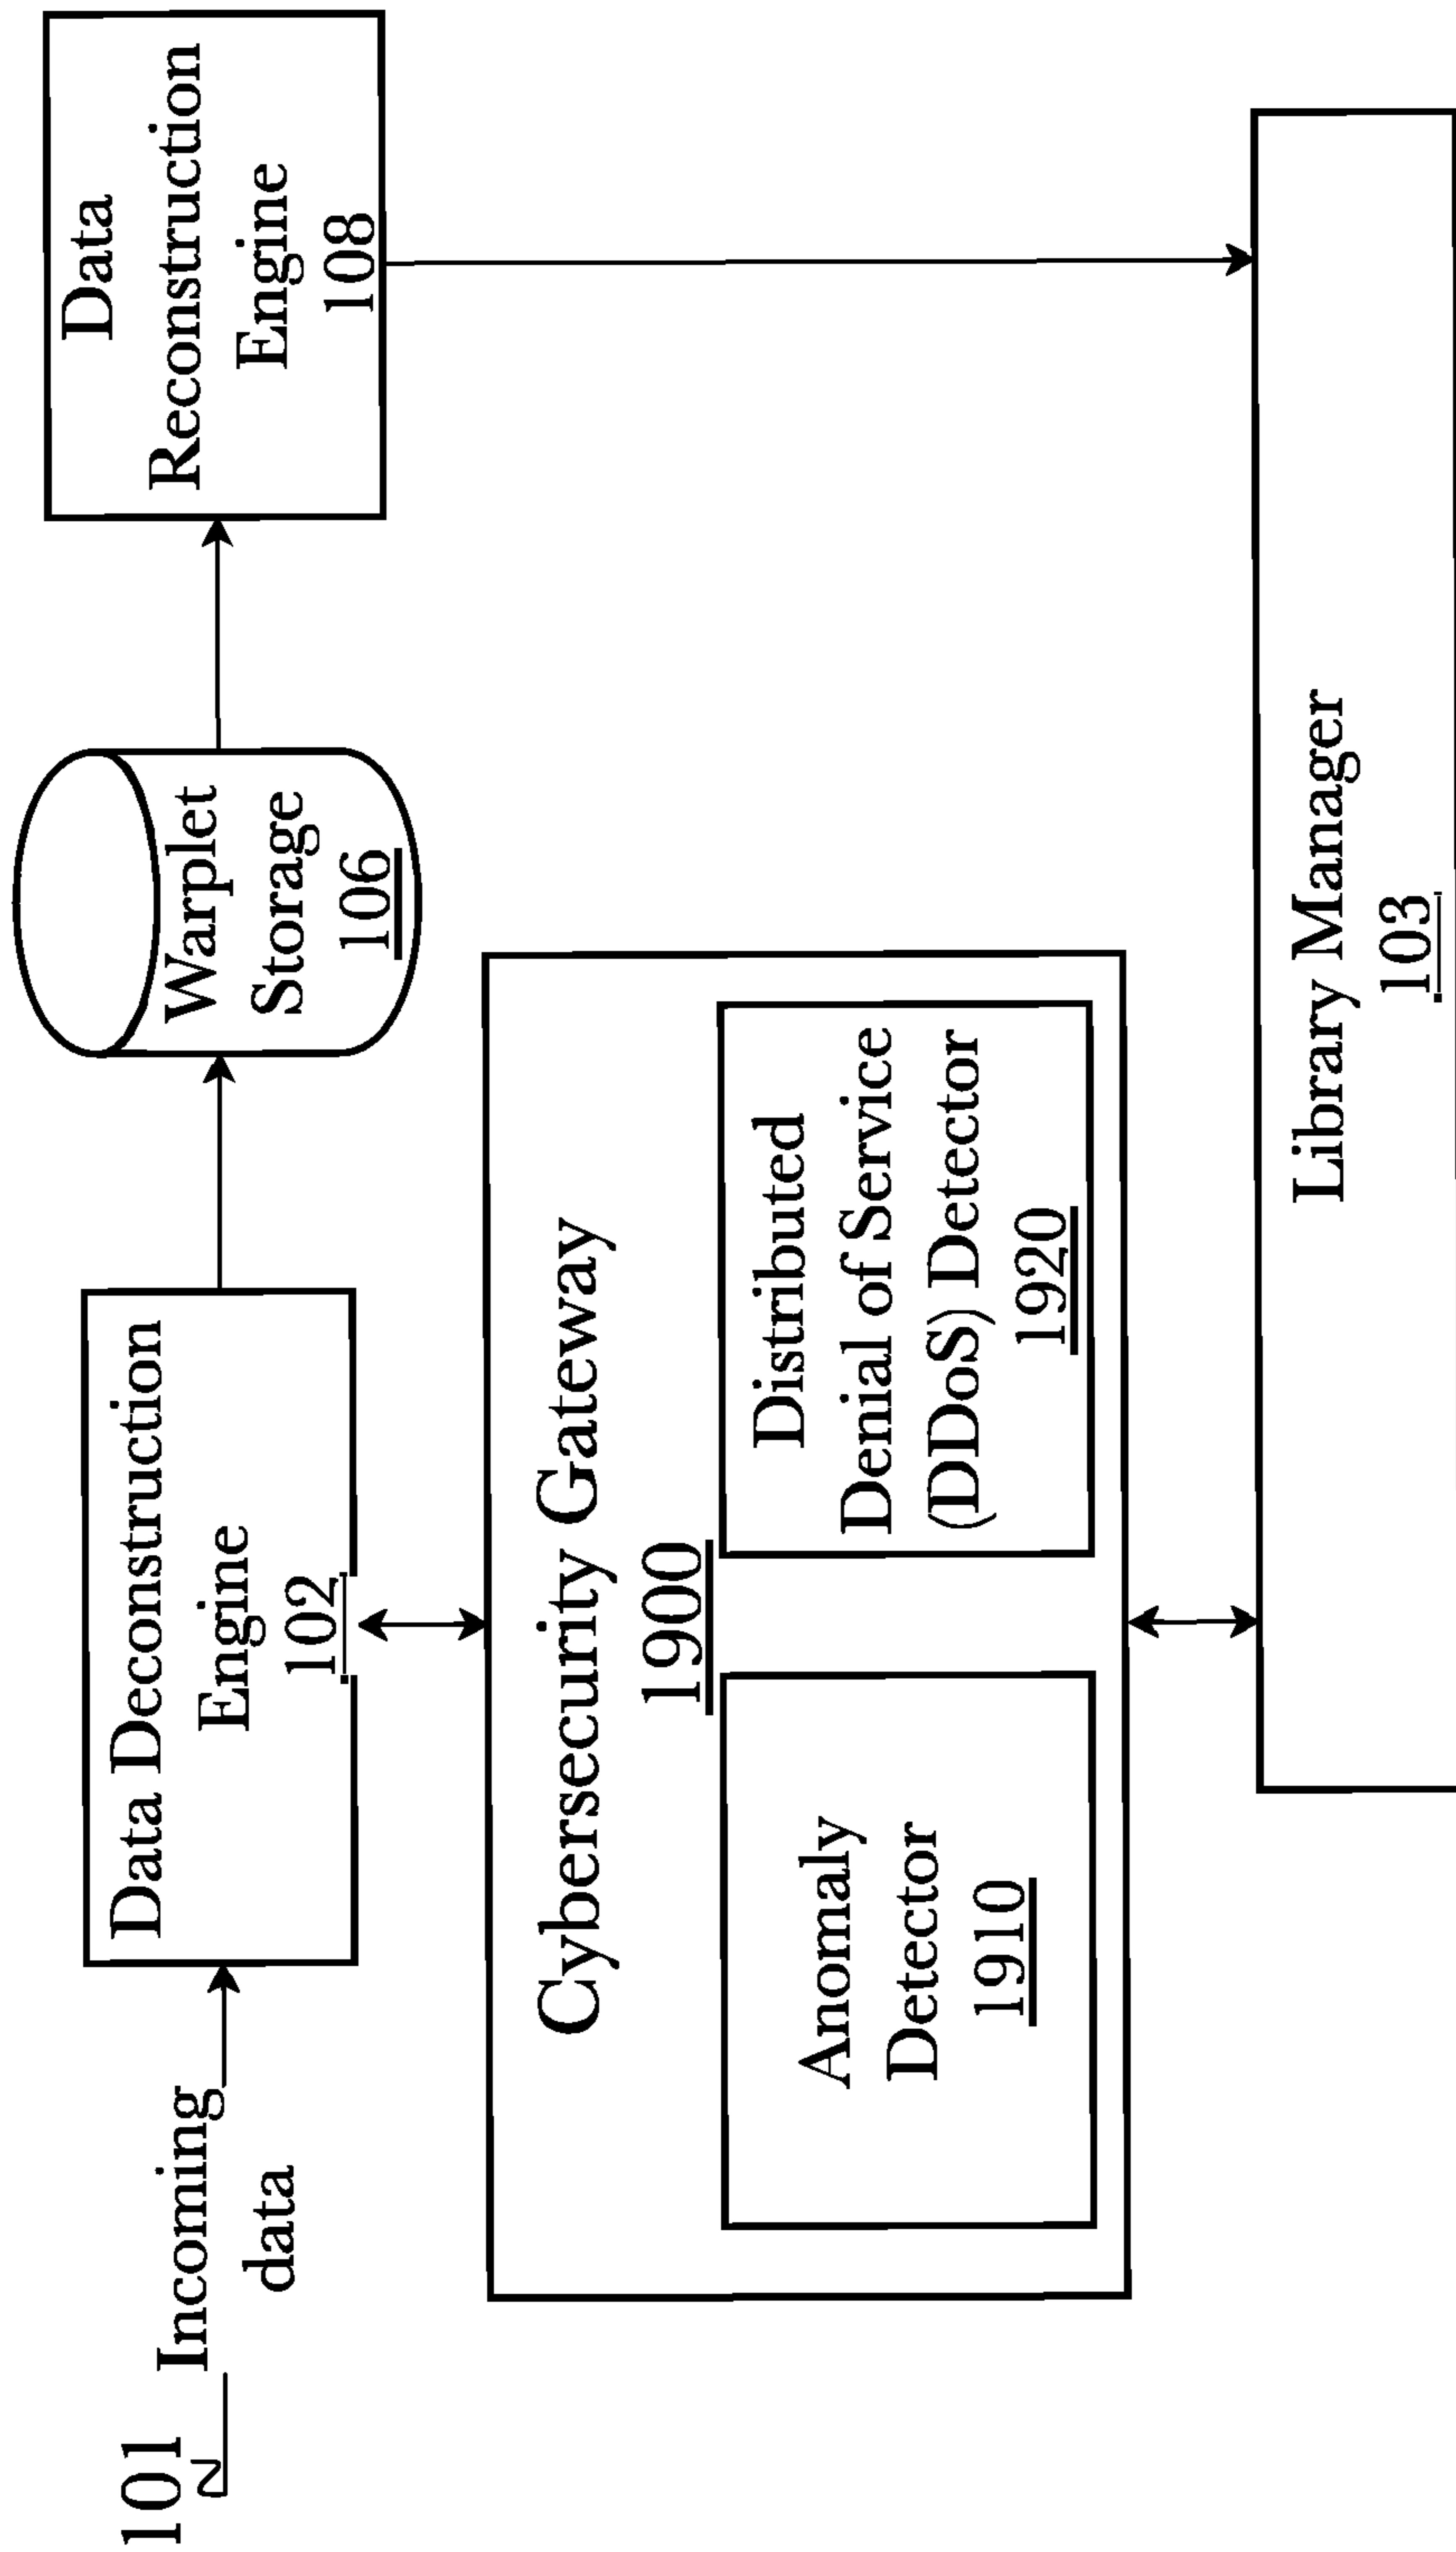 101
Incoming
data
Data Deconstruction
Engine
102
Warplet
Storage
106
Data
Reconstruction
Engine
108
Cybersecurity Gateway
1900
Anomaly
Detector
1910
Distributed
Denial of Service
(DDoS) Detector
1920
Library Manager
103